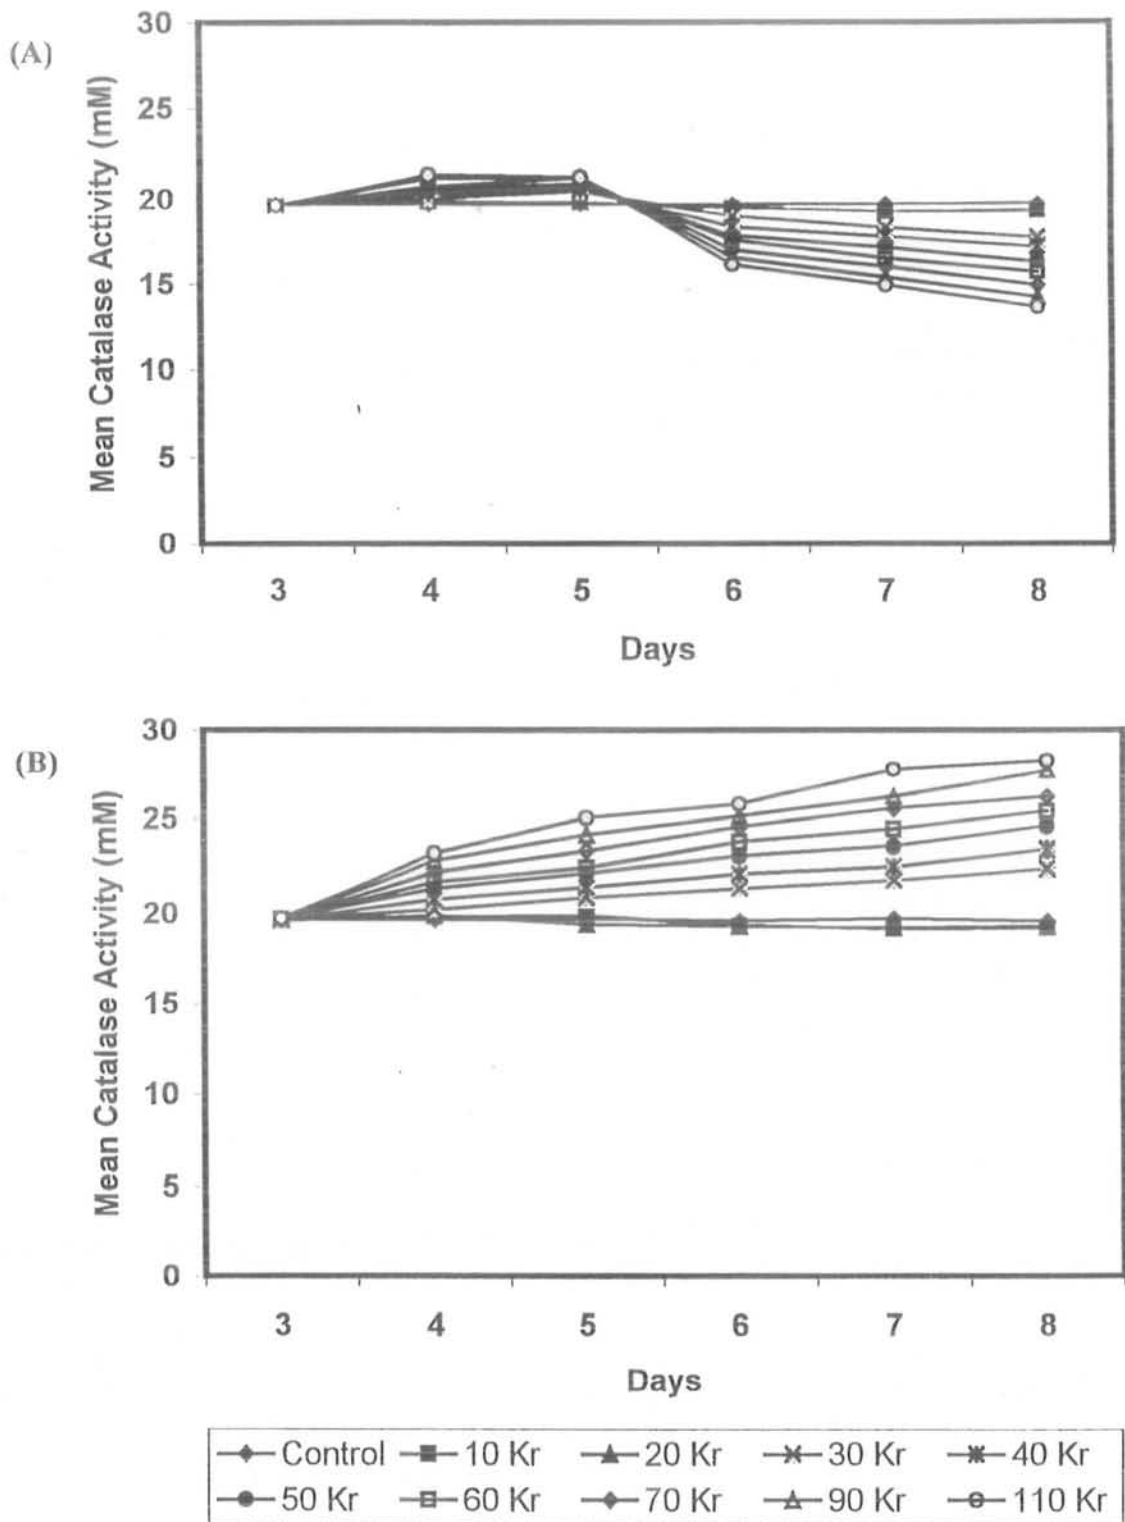 (A)
Mean Catalase Activity (mM)
30
25
20
15
10
5
0
3 4 5 6 7 8
Days
(B)
Mean Catalase Activity (mM)
30
25
20
15
10
5
0
3 4 5 6 7 8
Days
Control 10 Kr 20 Kr 30 Kr 40 Kr
50 Kr 60 Kr 70 Kr 90 Kr 110 Kr